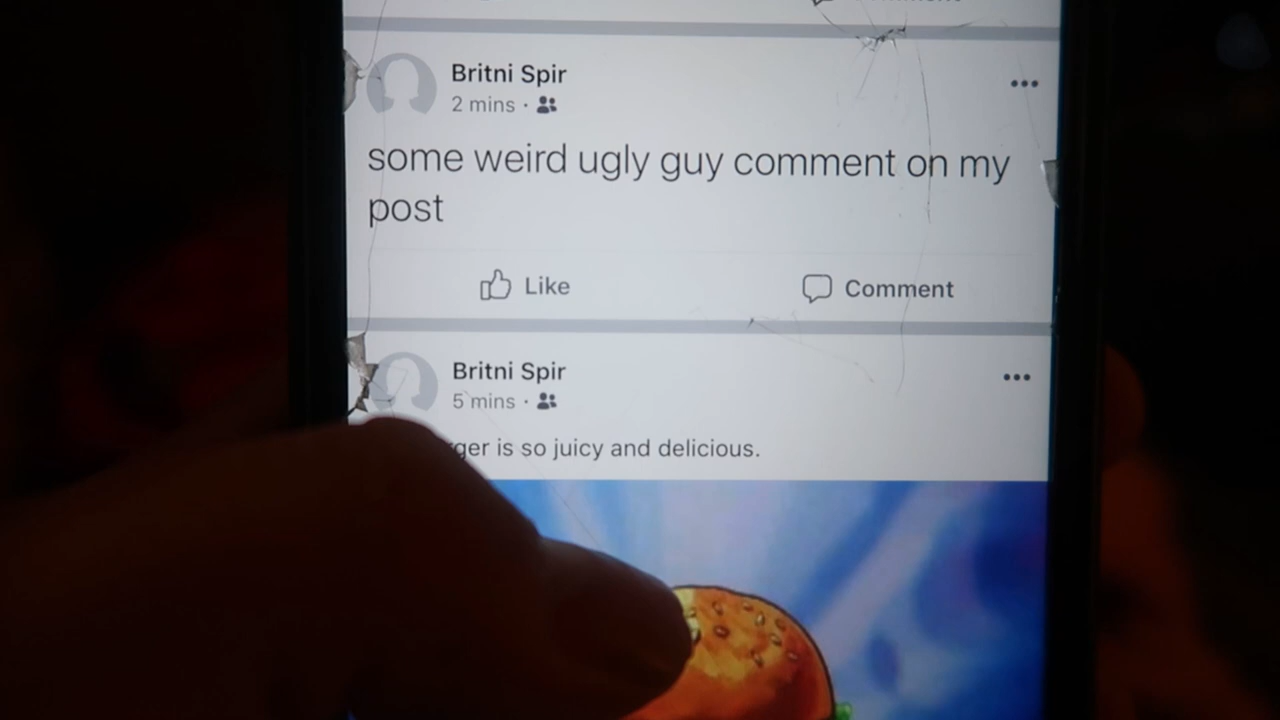 Britni Spir
2 mins ·
some weird ugly guy comment on my
post
Like
Comment
Britni Spir
5 mins ·
is so juicy and delicious.